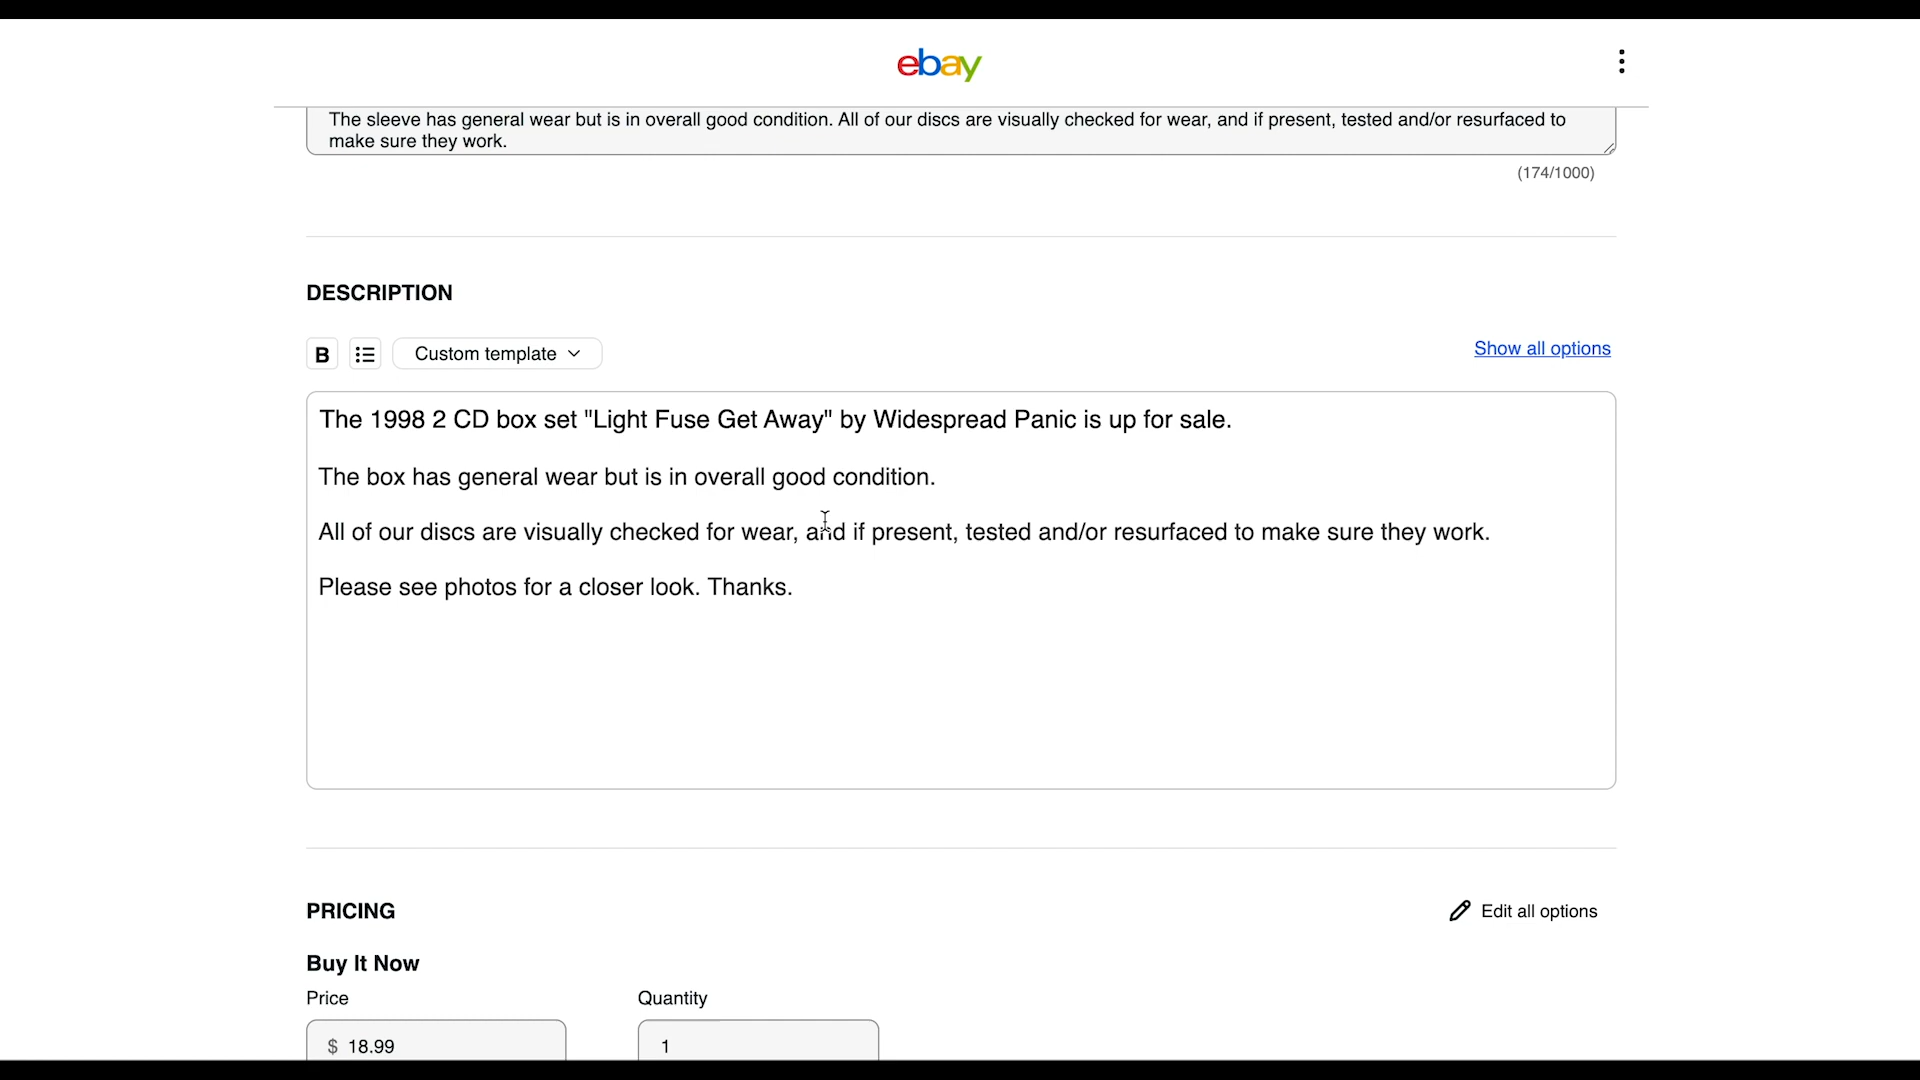 ebay
The sleeve has general wear but is in overall good condition. All of our discs are visually checked for wear, and if present, tested and/or resurfaced to
make sure they work.
(174/1000)
DESCRIPTION
B
Custom template
Show all options
The 1998 2 CD box set "Light Fuse Get Away" by Widespread Panic is up for sale.
The box has general wear but is in overall good condition.
All of our discs are visually checked for wear, and if present, tested and/or resurfaced to make sure they work.
Please see photos for a closer look. Thanks.
PRICING
Edit all options
Buy It Now
Price
Quantity
$ 18.99
1